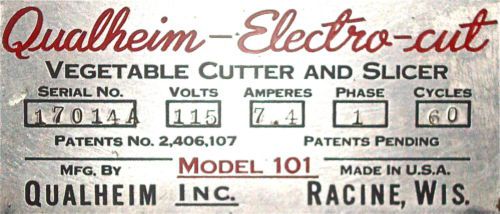 Qualheim-Electro-cut
VEGETABLE CUTTER AND SLICER
SERIAL NO. VOLTS AMPERES PHASE CYCLES
17014A 115 7.4 1 60
PATENTS NO. 2,406,107 PATENTS PENDING
MFG. BY MODEL 101 MADE IN U.S.A.
QUALHEIM INC. RACINE, WIS.